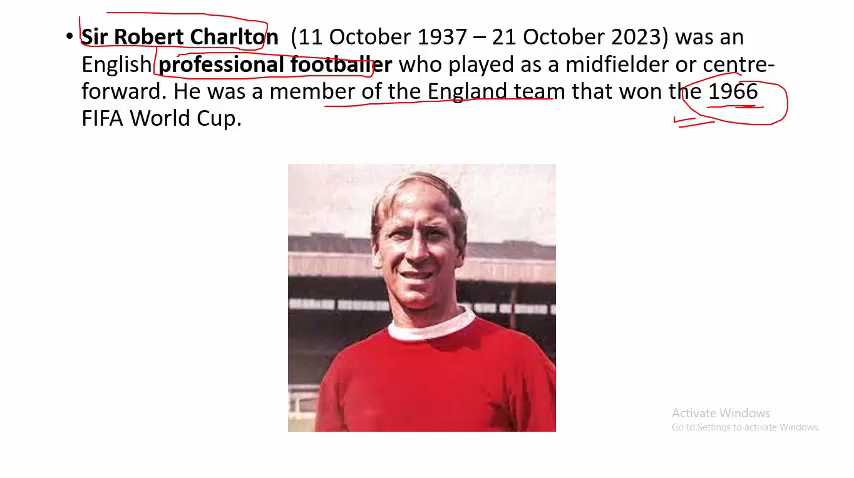 • Sir Robert Charlton (11 October 1937 – 21 October 2023) was an
English professional footballer who played as a midfielder or centre-
forward. He was a member of the England team that won the 1966
FIFA World Cup.
Activate Windows
Go to Settings to activate Windows.